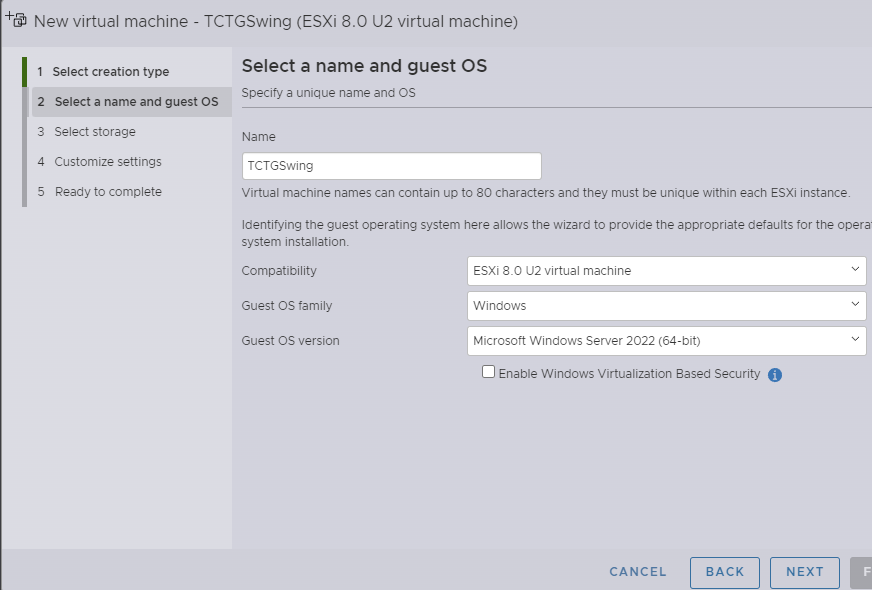 New virtual machine - TCTGSwing (ESXi 8.0 U2 virtual machine)
1 Select creation type
2 Select a name and guest OS
3 Select storage
4 Customize settings
5 Ready to complete
Select a name and guest OS
Specify a unique name and OS
Name
TCTGSwing
Virtual machine names can contain up to 80 characters and they must be unique within each ESXi instance.
Identifying the guest operating system here allows the wizard to provide the appropriate defaults for the
system installation.
Compatibility ESXi 8.0 U2 virtual machine
Guest OS family Windows
Guest OS version Microsoft Windows Server 2022 (64-bit)
Enable Windows Virtualization Based Security
CANCEL BACK NEXT